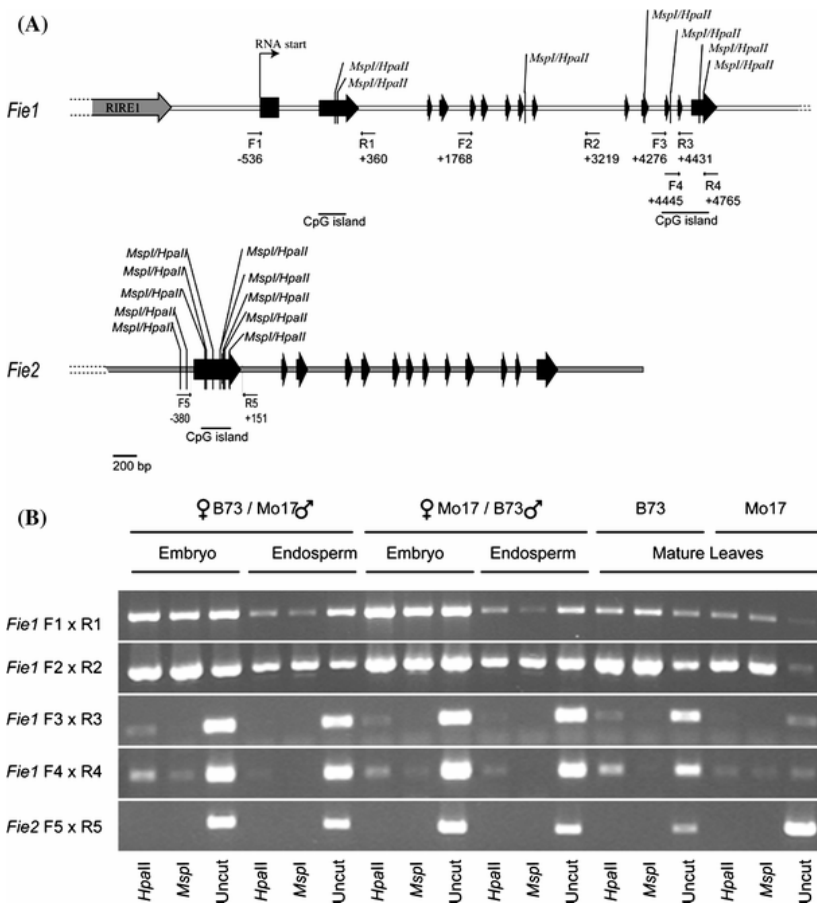 (A)
RNA start
MspI/HpaII
MspI/HpaII
MspI/HpaII
MspI/HpaII
MspI/HpaII
MspI/HpaII
MspI/HpaII
Fie1
RIRE1
F1
-536
R1
+360
F2
+1768
R2
+3219
F3
+4276
R3
+4431
F4
+4445
R4
+4765
CpG island
CpG island
MspI/HpaII
MspI/HpaII
MspI/HpaII
MspI/HpaII
MspI/HpaII
MspI/HpaII
MspI/HpaII
MspI/HpaII
MspI/HpaII
MspI/HpaII
Fie2
F5
-380
R5
+151
CpG island
200 bp
(B)
♀ B73 / Mo17 ♂ ♀ Mo17 / B73 ♂ B73 Mo17
Embryo Endosperm Embryo Endosperm Mature Leaves
Fie1 F1 x R1
Fie1 F2 x R2
Fie1 F3 x R3
Fie1 F4 x R4
Fie2 F5 x R5
HpaII MspI Uncut HpaII MspI Uncut HpaII MspI Uncut HpaII MspI Uncut HpaII MspI Uncut HpaII MspI Uncut